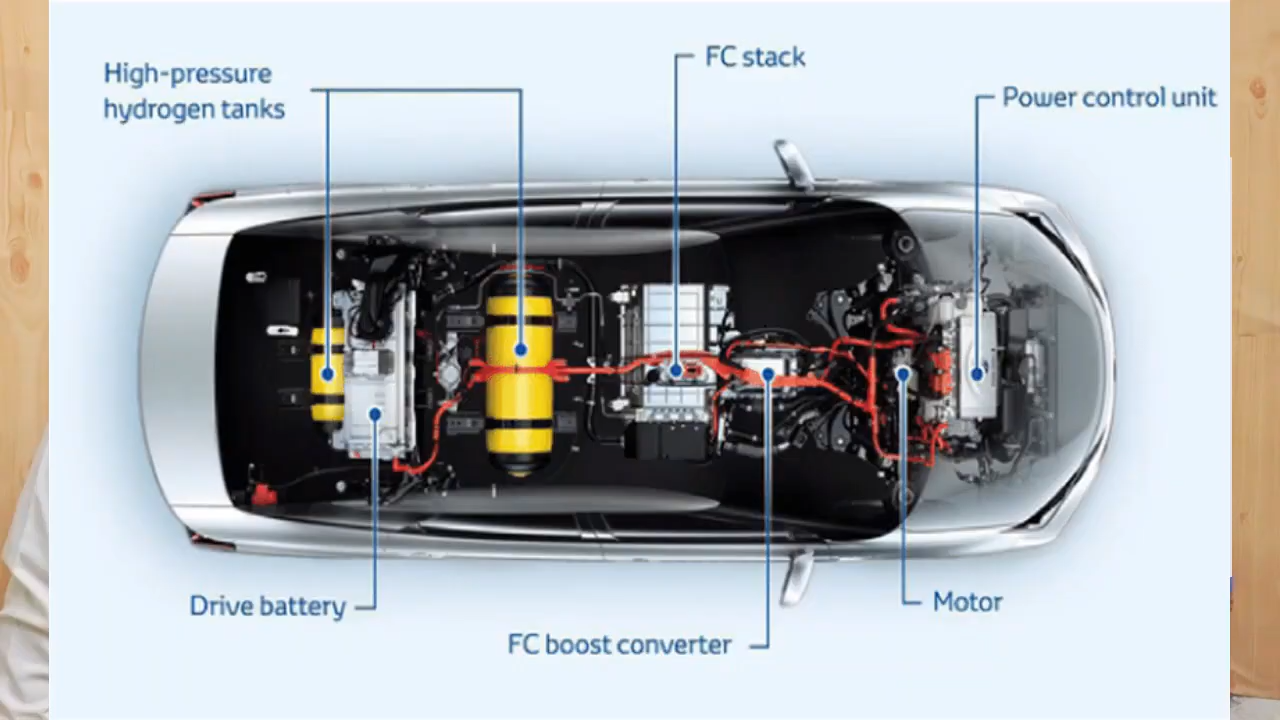 High-pressure
hydrogen tanks
FC stack
Power control unit
Drive battery
FC boost converter
Motor